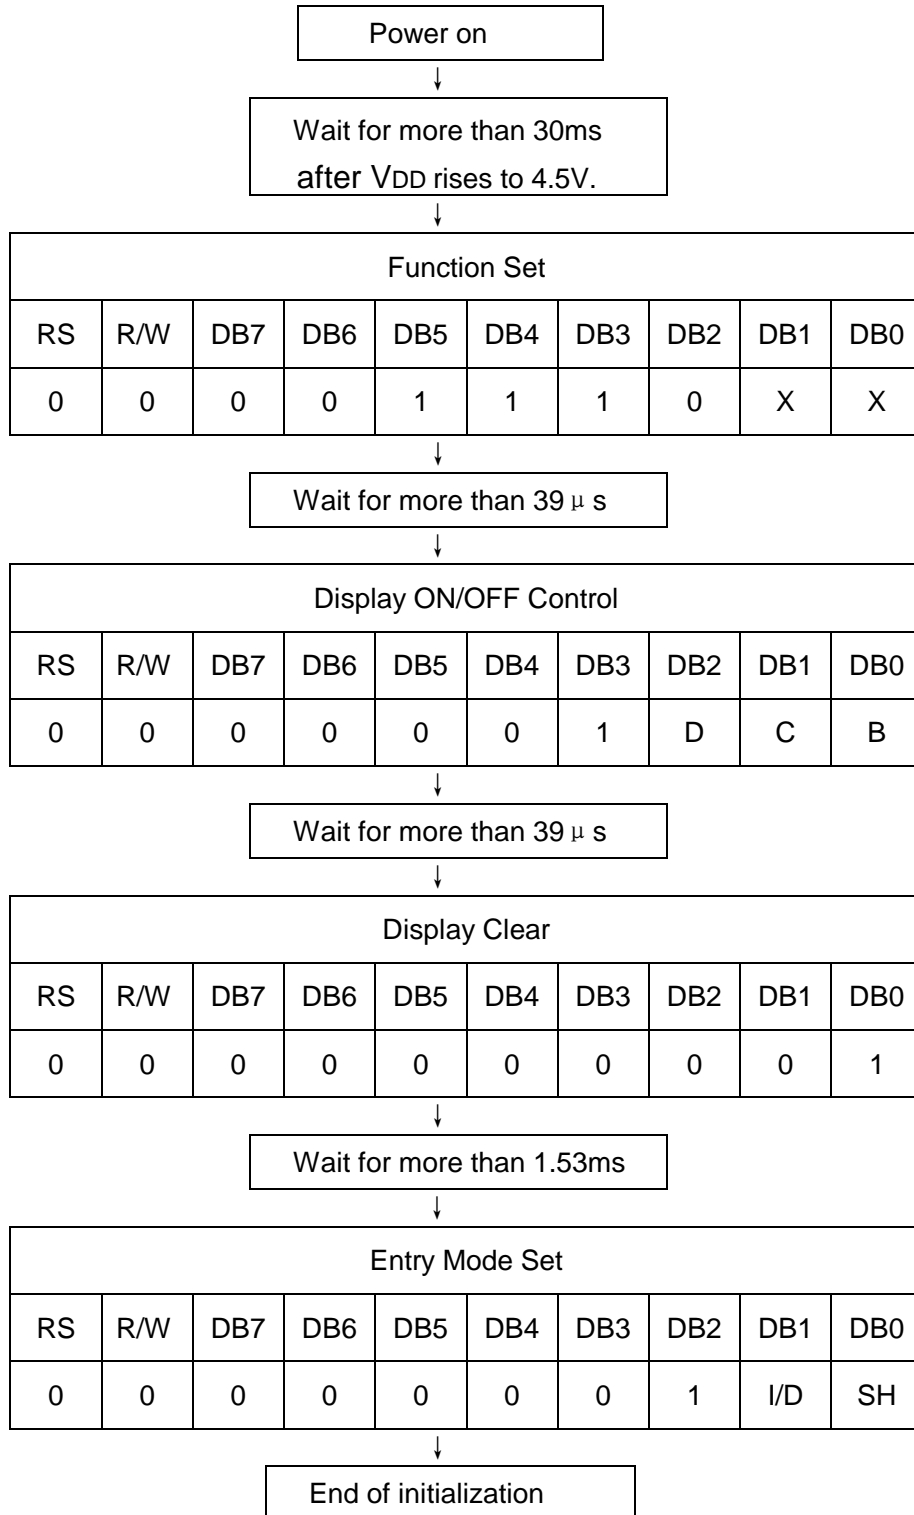 Power on
↓
Wait for more than 30ms
after VDD rises to 4.5V.
↓
Function Set
RS R/W DB7 DB6 DB5 DB4 DB3 DB2 DB1 DB0
0 0 0 0 1 1 1 0 X X
↓
Wait for more than 39 μ s
↓
Display ON/OFF Control
RS R/W DB7 DB6 DB5 DB4 DB3 DB2 DB1 DB0
0 0 0 0 0 0 1 D C B
↓
Wait for more than 39 μ s
↓
Display Clear
RS R/W DB7 DB6 DB5 DB4 DB3 DB2 DB1 DB0
0 0 0 0 0 0 0 0 0 1
↓
Wait for more than 1.53ms
↓
Entry Mode Set
RS R/W DB7 DB6 DB5 DB4 DB3 DB2 DB1 DB0
0 0 0 0 0 0 0 1 I/D SH
↓
End of initialization